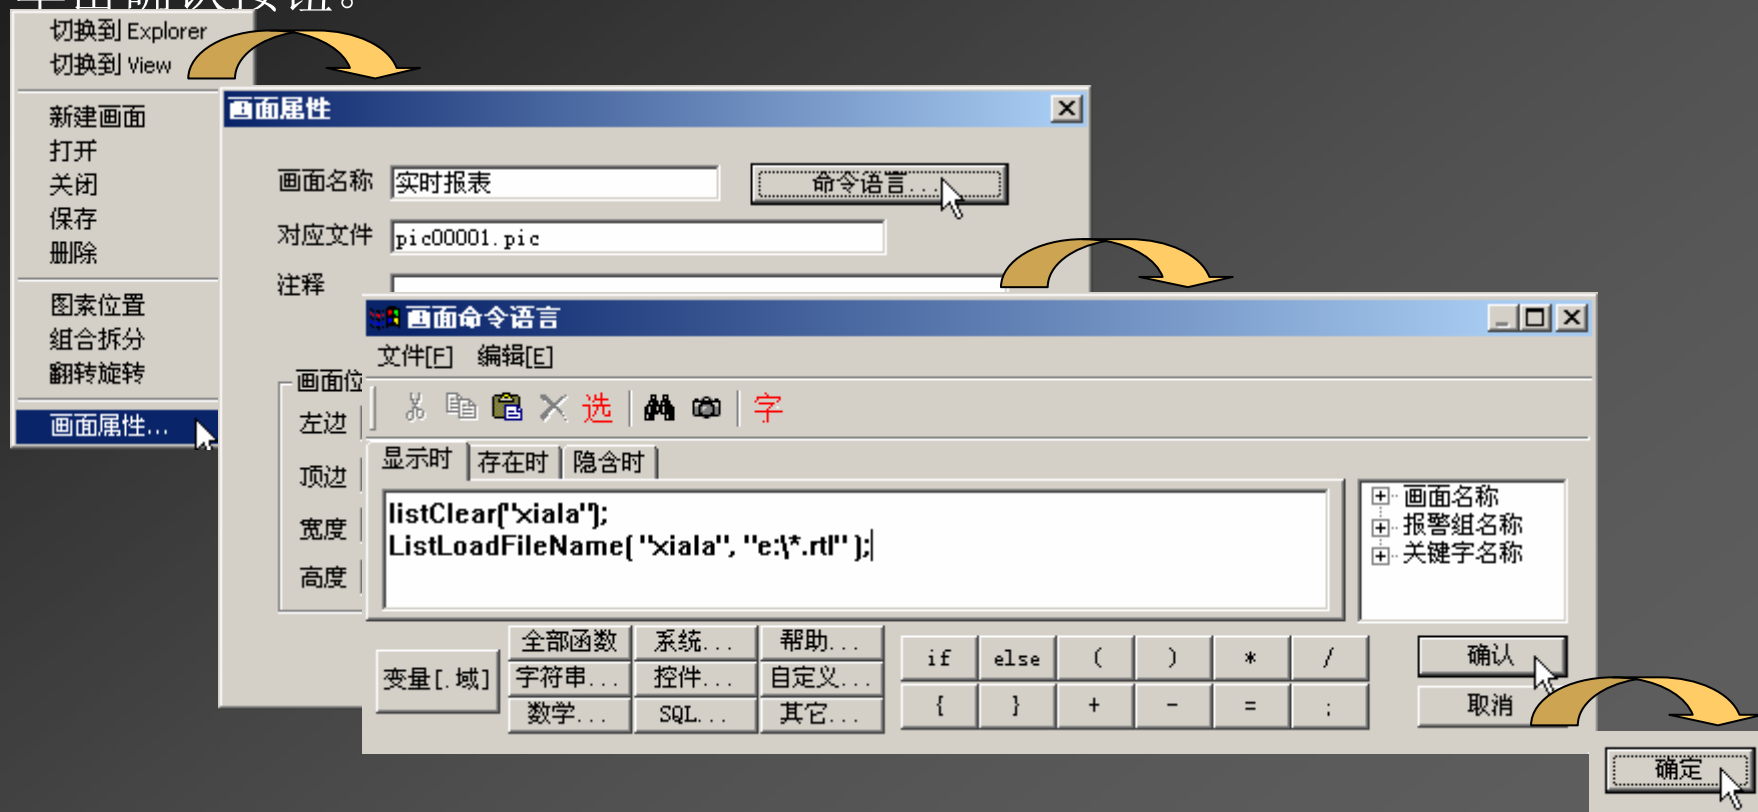 单击确认按钮。
切换到 Explorer
切换到 View
新建画面
打开
关闭
保存
删除
图素位置
组合拆分
翻转旋转
画面属性...
画面属性
画面名称 实时报表 命令语言...
对应文件 pic00001.pic
注释
画面位
左边
顶边
宽度
高度
画面命令语言
文件[F] 编辑[E]
选 字
显示时 存在时 隐含时
listClear("xiala");
ListLoadFileName( "xiala", "e:\*.rtl" );
画面名称
报警组名称
关键字名称
变量[.域]
全部函数 系统... 帮助...
字符串... 控件... 自定义...
数学... SQL... 其它...
if else ( ) * /
{ } + - = ;
确认
取消
确定